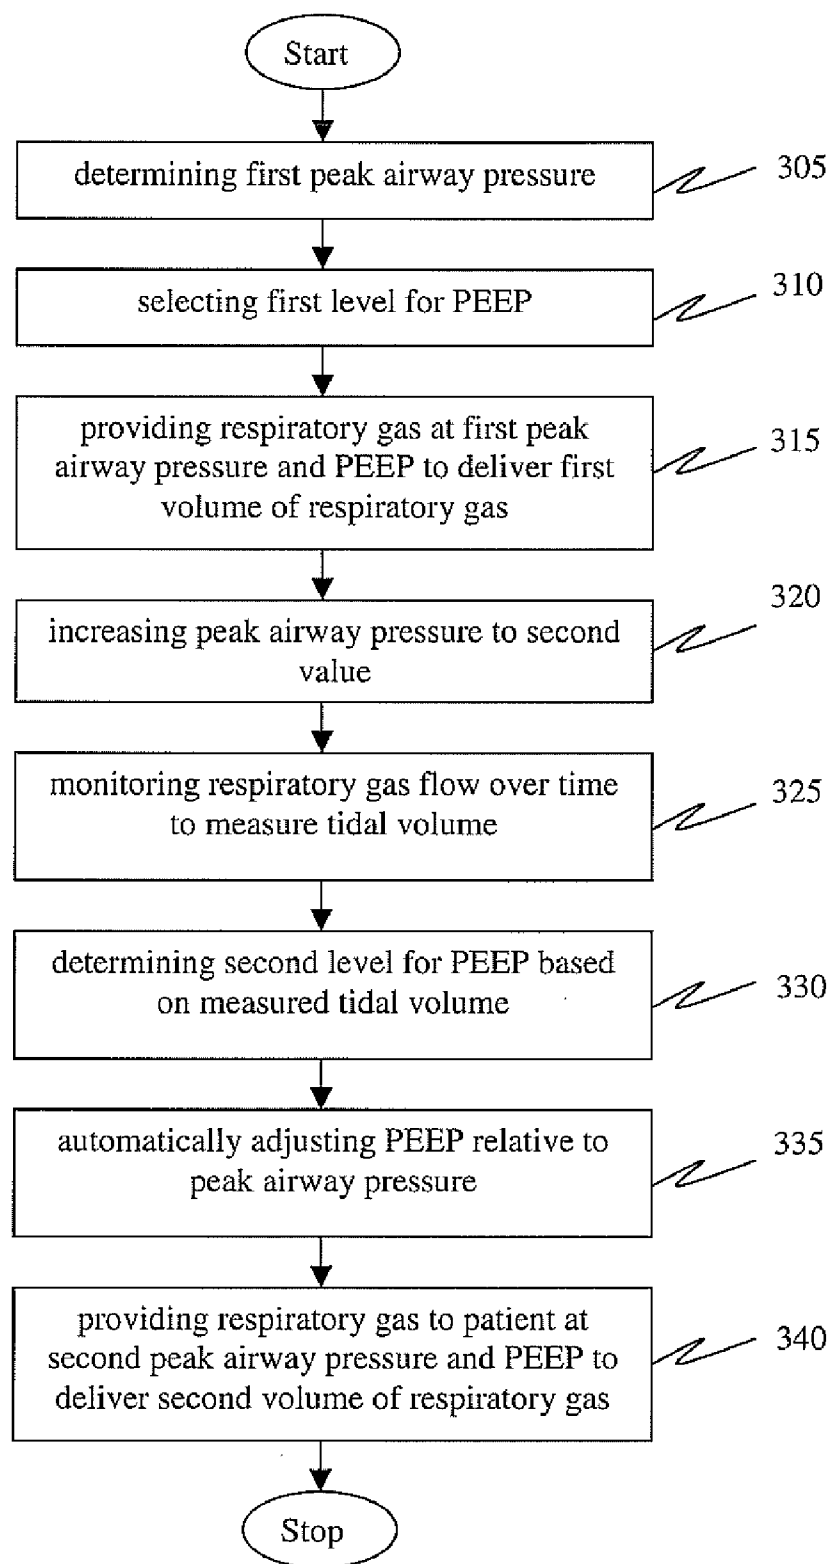 Start
determining first peak airway pressure
305
selecting first level for PEEP
310
providing respiratory gas at first peak
airway pressure and PEEP to deliver first
volume of respiratory gas
315
increasing peak airway pressure to second
value
320
monitoring respiratory gas flow over time
to measure tidal volume
325
determining second level for PEEP based
on measured tidal volume
330
automatically adjusting PEEP relative to
peak airway pressure
335
providing respiratory gas to patient at
second peak airway pressure and PEEP to
deliver second volume of respiratory gas
340
Stop